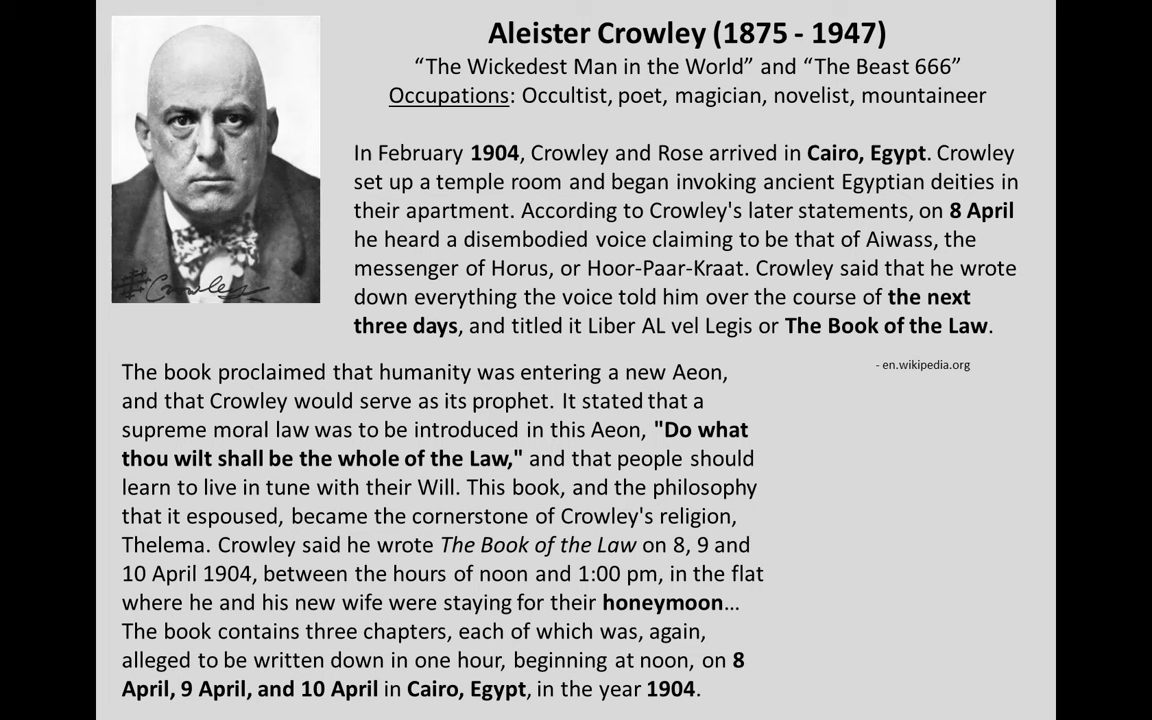 Aleister Crowley (1875 - 1947)
“The Wickedest Man in the World” and “The Beast 666”
Occupations: Occultist, poet, magician, novelist, mountaineer
In February 1904, Crowley and Rose arrived in Cairo, Egypt. Crowley
set up a temple room and began invoking ancient Egyptian deities in
their apartment. According to Crowley's later statements, on 8 April
he heard a disembodied voice claiming to be that of Aiwass, the
messenger of Horus, or Hoor-Paar-Kraat. Crowley said that he wrote
down everything the voice told him over the course of the next
three days, and titled it Liber AL vel Legis or The Book of the Law.
- en.wikipedia.org
The book proclaimed that humanity was entering a new Aeon,
and that Crowley would serve as its prophet. It stated that a
supreme moral law was to be introduced in this Aeon, "Do what
thou wilt shall be the whole of the Law," and that people should
learn to live in tune with their Will. This book, and the philosophy
that it espoused, became the cornerstone of Crowley's religion,
Thelema. Crowley said he wrote The Book of the Law on 8, 9 and
10 April 1904, between the hours of noon and 1:00 pm, in the flat
where he and his new wife were staying for their honeymoon…
The book contains three chapters, each of which was, again,
alleged to be written down in one hour, beginning at noon, on 8
April, 9 April, and 10 April in Cairo, Egypt, in the year 1904.
Crowley